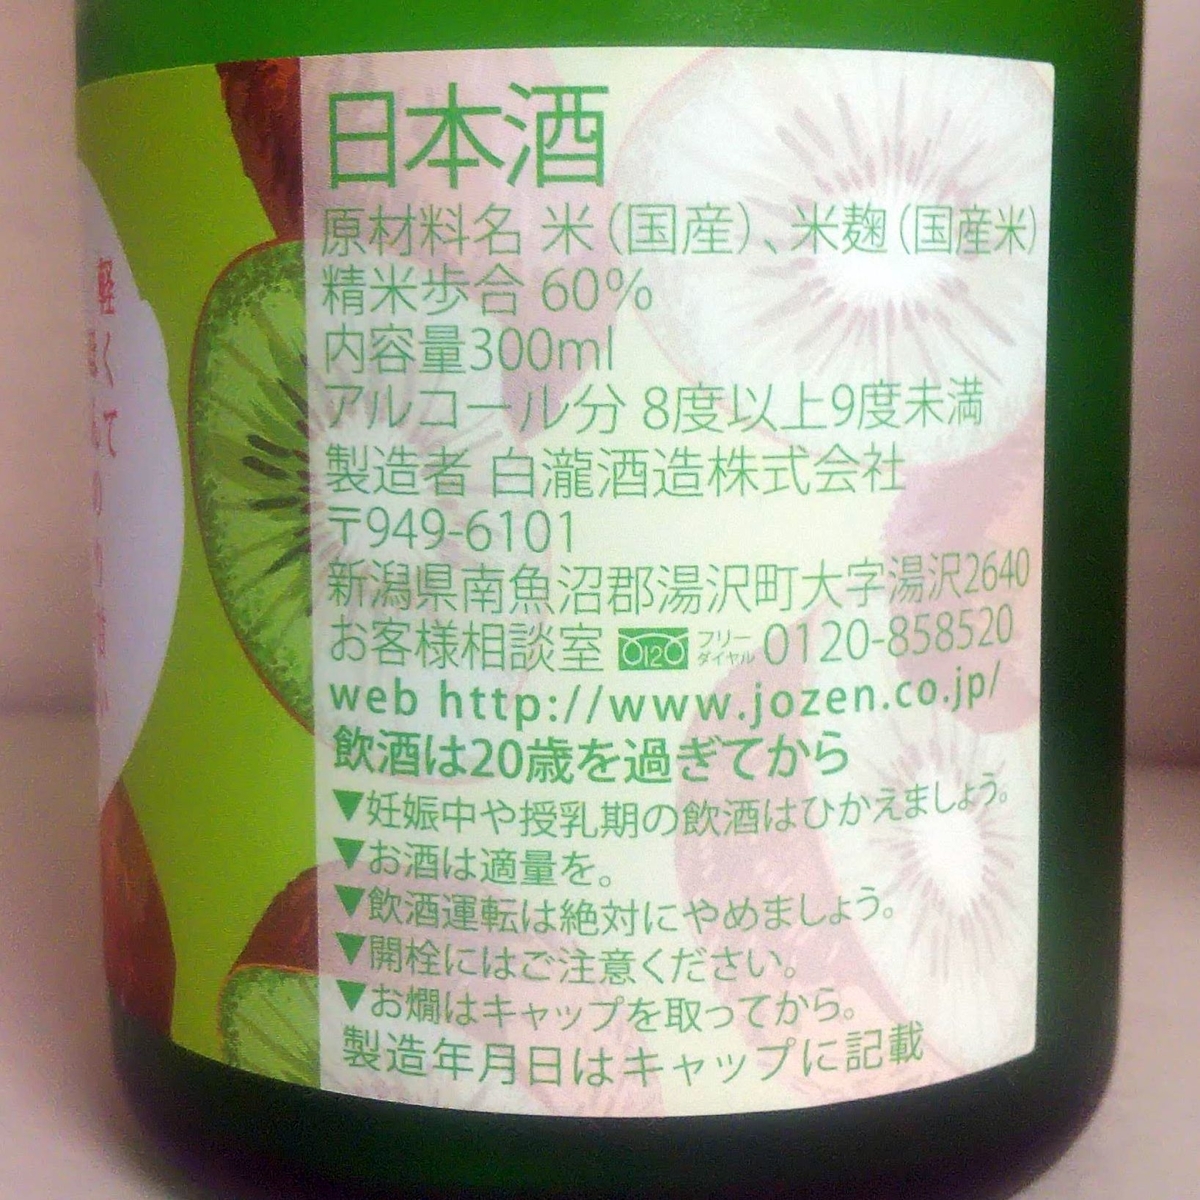 日本酒
原材料名 米（国産）、米麹（国産米）
精米歩合 60%
内容量300ml
アルコール分 8度以上9度未満
製造者 白瀧酒造株式会社
〒949-6101
新潟県南魚沼郡湯沢町大字湯沢2640
お客様相談室 0120 フリーダイヤル 0120-858520
web http://www.jozen.co.jp/
飲酒は20歳を過ぎてから
▼妊娠中や授乳期の飲酒はひかえましょう。
▼お酒は適量を。
▼飲酒運転は絶対にやめましょう。
▼開栓にはご注意ください。
▼お燗はキャップを取ってから。
製造年月日はキャップに記載
軽くて